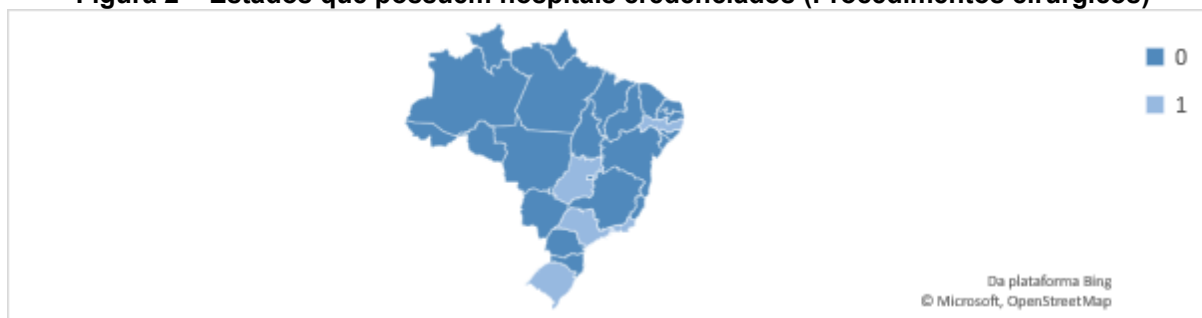 Figura 2 – Estados que possuem hospitais credenciados (Procedimentos cirúrgicos)
0
1
Da plataforma Bing
© Microsoft, OpenStreetMap